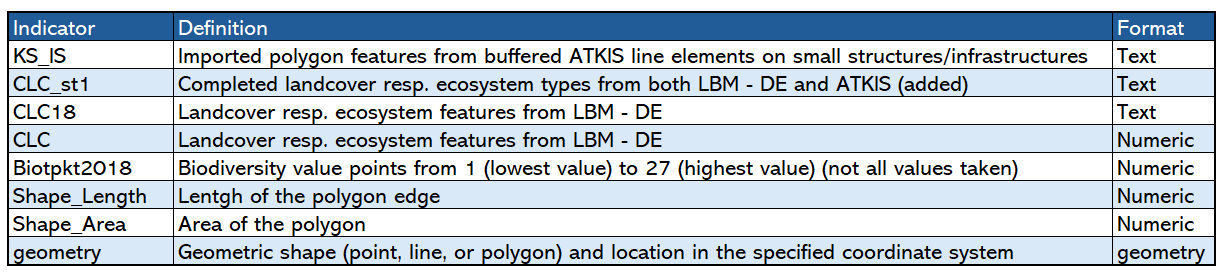 Indicator Definition Format
KS_IS Imported polygon features from buffered ATKIS line elements on small structures/infrastructures Text
CLC_st1 Completed landcover resp. ecosystem types from both LBM - DE and ATKIS (added) Text
CLC18 Landcover resp. ecosystem features from LBM - DE Text
CLC Landcover resp. ecosystem features from LBM - DE Numeric
Biotpkt2018 Biodiversity value points from 1 (lowest value) to 27 (highest value) (not all values taken) Numeric
Shape_Length Lentgh of the polygon edge Numeric
Shape_Area Area of the polygon Numeric
geometry Geometric shape (point, line, or polygon) and location in the specified coordinate system geometry